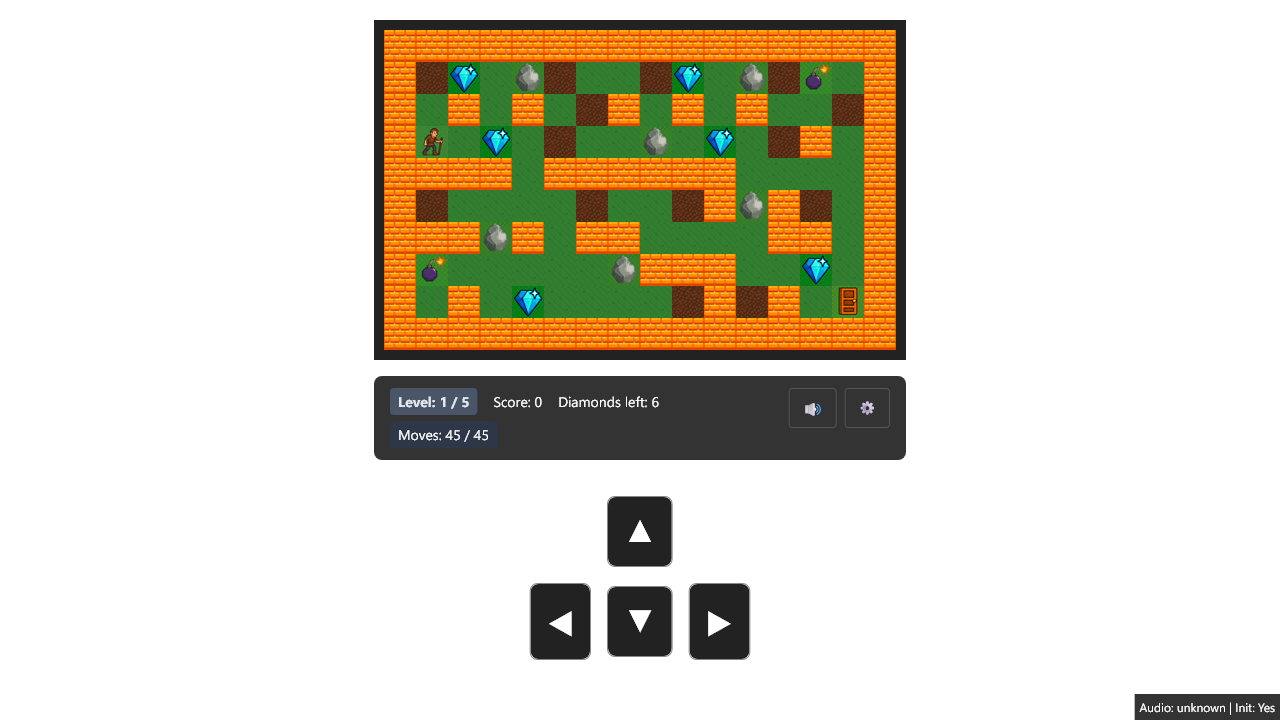 Level: 1 / 5
Score: 0
Diamonds left: 6
Moves: 45 / 45
Audio: unknown | Init: Yes